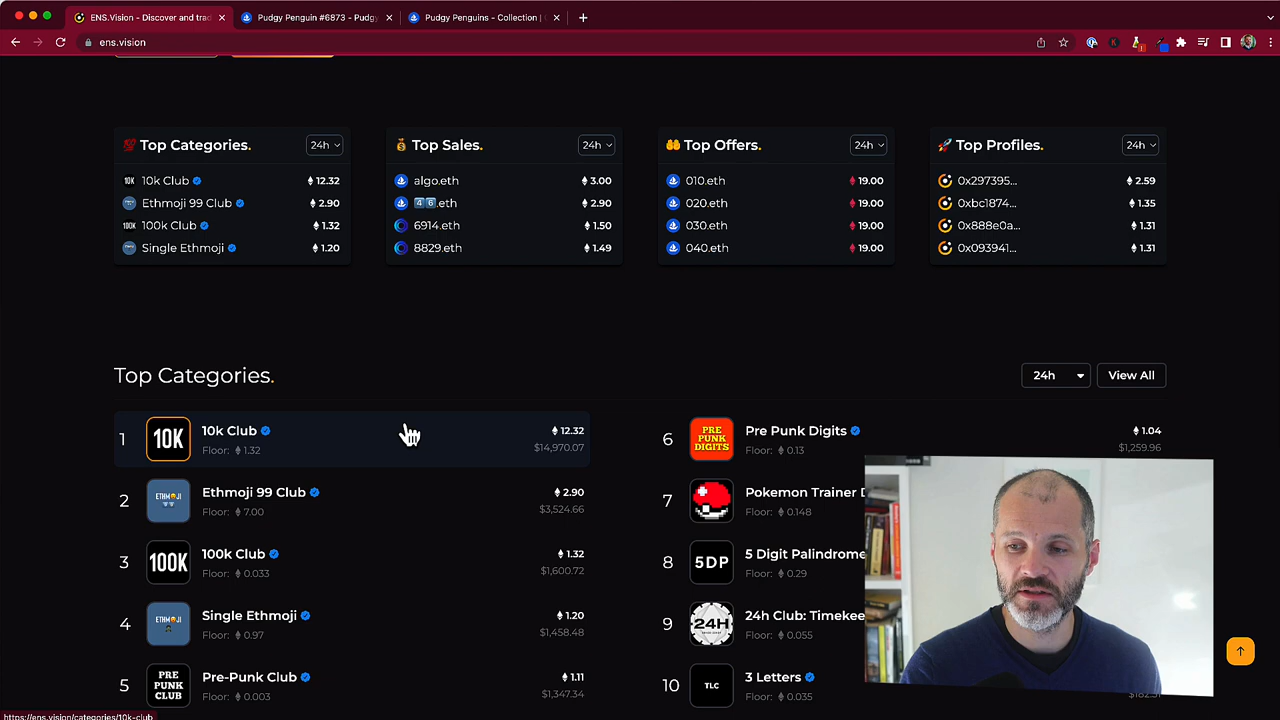 ENS.Vision - Discover and trad
Pudgy Penguin #6873 - Pudgy
Pudgy Penguins - Collection |
ens.vision
Top Categories.
24h
10k Club 12.32
Ethmoji 99 Club 2.90
100K 100k Club 1.32
Single Ethmoji 1.20
Top Sales.
24h
algo.eth 3.00
4 6.eth 2.90
6914.eth 1.50
8829.eth 1.49
Top Offers.
24h
010.eth 19.00
020.eth 19.00
030.eth 19.00
040.eth 19.00
Top Profiles.
24h
0x297395... 2.59
0xbc1874... 1.35
0x888e0a... 1.31
0x093941... 1.31
Top Categories.
24h
View All
1 10K 10k Club 12.32
Floor: 1.32 $14,970.07
2 ETHMOJI Ethmoji 99 Club 2.90
Floor: 7.00 $3,524.66
3 100K 100k Club 1.32
Floor: 0.033 $1,600.72
4 ETHMOJI Single Ethmoji 1.20
Floor: 0.97 $1,458.48
5 PRE PUNK CLUB Pre-Punk Club 1.11
Floor: 0.003 $1,347.34
6 PRE PUNK DIGITS Pre Punk Digits 1.04
Floor: 0.13 $1,259.96
7 Pokemon Trainer
Floor: 0.148
8 5DP 5 Digit Palindrome
Floor: 0.29
9 24H 24h Club: Timekee
Floor: 0.055
10 TLC 3 Letters
Floor: 0.035
https://ens.vision/categories/10k-club